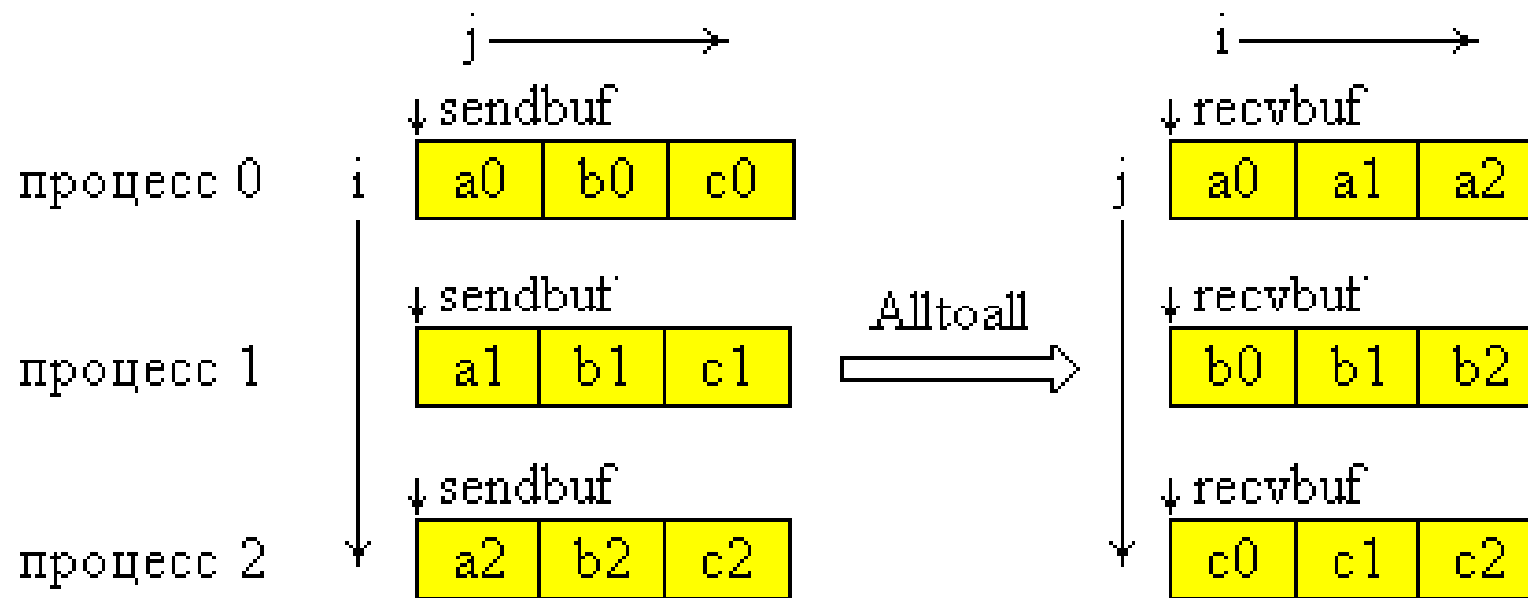 j i
sendbuf recvbuf
процесс 0 i a0 b0 c0 j a0 a1 a2
sendbuf recvbuf
процесс 1 a1 b1 c1 Alltoall b0 b1 b2
sendbuf recvbuf
процесс 2 a2 b2 c2 c0 c1 c2